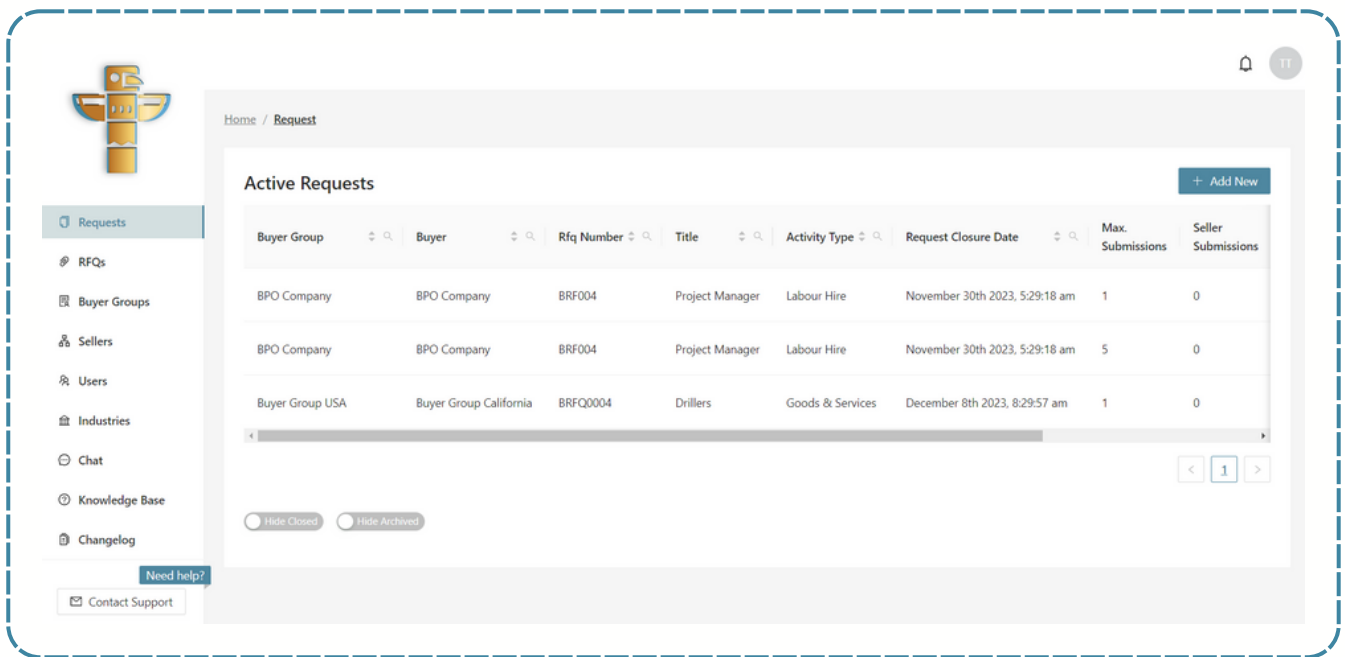 TT
Home / Request
Active Requests
+ Add New
Requests
RFQs
Buyer Groups
Sellers
Users
Industries
Chat
Knowledge Base
Changelog
Need help?
Contact Support
Buyer Group Buyer Rfq Number Title Activity Type Request Closure Date Max. Submissions Seller Submissions
BPO Company BPO Company BRF004 Project Manager Labour Hire November 30th 2023, 5:29:18 am 1 0
BPO Company BPO Company BRF004 Project Manager Labour Hire November 30th 2023, 5:29:18 am 5 0
Buyer Group USA Buyer Group California BRFQ0004 Drillers Goods & Services December 8th 2023, 8:29:57 am 1 0
< 1 >
Hide Closed Hide Archived